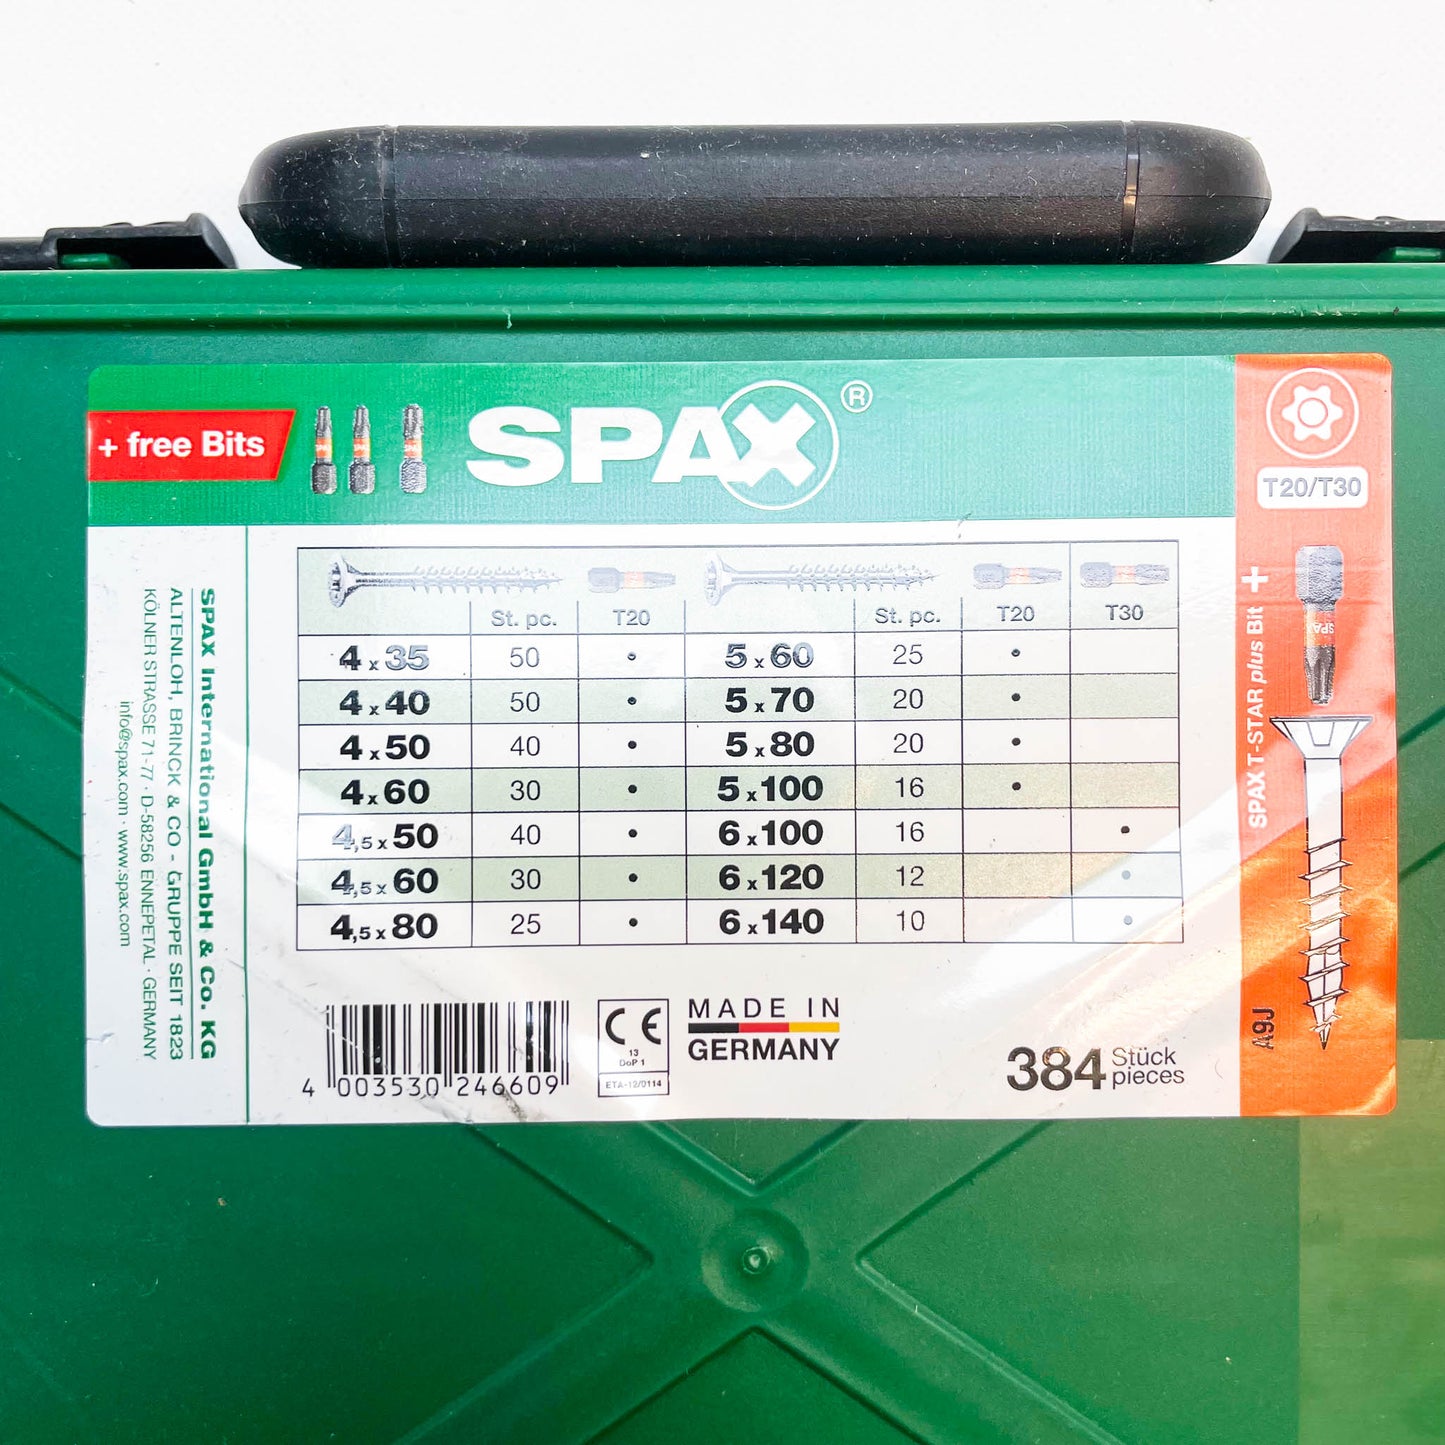 + free Bits
SPAX®
T20/T30
St. pc. T20 St. pc. T20 T30
4 x 35 50 • 5 x 60 25 •
4 x 40 50 • 5 x 70 20 •
4 x 50 40 • 5 x 80 20 •
4 x 60 30 • 5 x 100 16 •
4,5 x 50 40 • 6 x 100 16 •
4,5 x 60 30 • 6 x 120 12 •
4,5 x 80 25 • 6 x 140 10 •
SPAX International GmbH & Co. KG
ALTENLOH, BRINCK & CO - GRUPPE SEIT 1823
KÖLNER STRASSE 71-77 · D-58256 ENNEPETAL · GERMANY
info@spax.com · www.spax.com
4 003530 246609
CE
13
DoP 1
ETA-12/0114
MADE IN
GERMANY
384 Stück
pieces
SPAX T-STAR plus Bit +
SPAX
A9J